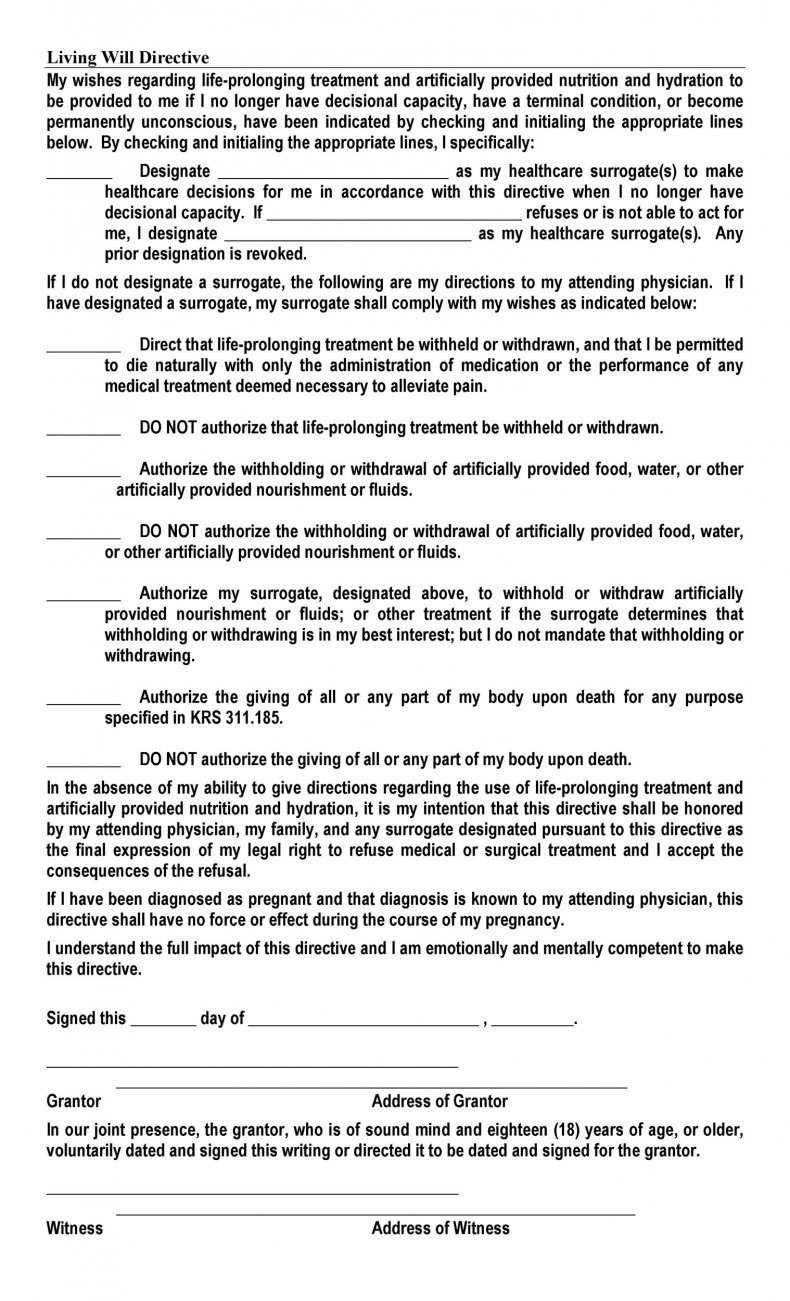 Living Will Directive
My wishes regarding life-prolonging treatment and artificially provided nutrition and hydration to
be provided to me if I no longer have decisional capacity, have a terminal condition, or become
permanently unconscious, have been indicated by checking and initialing the appropriate lines
below. By checking and initialing the appropriate lines, I specifically:
________ Designate ____________________________ as my healthcare surrogate(s) to make
healthcare decisions for me in accordance with this directive when I no longer have
decisional capacity. If _______________________________ refuses or is not able to act for
me, I designate ______________________________ as my healthcare surrogate(s). Any
prior designation is revoked.
If I do not designate a surrogate, the following are my directions to my attending physician. If I
have designated a surrogate, my surrogate shall comply with my wishes as indicated below:
_________ Direct that life-prolonging treatment be withheld or withdrawn, and that I be permitted
to die naturally with only the administration of medication or the performance of any
medical treatment deemed necessary to alleviate pain.
_________ DO NOT authorize that life-prolonging treatment be withheld or withdrawn.
_________ Authorize the withholding or withdrawal of artificially provided food, water, or other
artificially provided nourishment or fluids.
_________ DO NOT authorize the withholding or withdrawal of artificially provided food, water,
or other artificially provided nourishment or fluids.
_________ Authorize my surrogate, designated above, to withhold or withdraw artificially
provided nourishment or fluids; or other treatment if the surrogate determines that
withholding or withdrawing is in my best interest; but I do not mandate that withholding or
withdrawing.
_________ Authorize the giving of all or any part of my body upon death for any purpose
specified in KRS 311.185.
_________ DO NOT authorize the giving of all or any part of my body upon death.
In the absence of my ability to give directions regarding the use of life-prolonging treatment and
artificially provided nutrition and hydration, it is my intention that this directive shall be honored
by my attending physician, my family, and any surrogate designated pursuant to this directive as
the final expression of my legal right to refuse medical or surgical treatment and I accept the
consequences of the refusal.
If I have been diagnosed as pregnant and that diagnosis is known to my attending physician, this
directive shall have no force or effect during the course of my pregnancy.
I understand the full impact of this directive and I am emotionally and mentally competent to make
this directive.
Signed this ________ day of ____________________________ , __________.
Grantor Address of Grantor
In our joint presence, the grantor, who is of sound mind and eighteen (18) years of age, or older,
voluntarily dated and signed this writing or directed it to be dated and signed for the grantor.
Witness Address of Witness